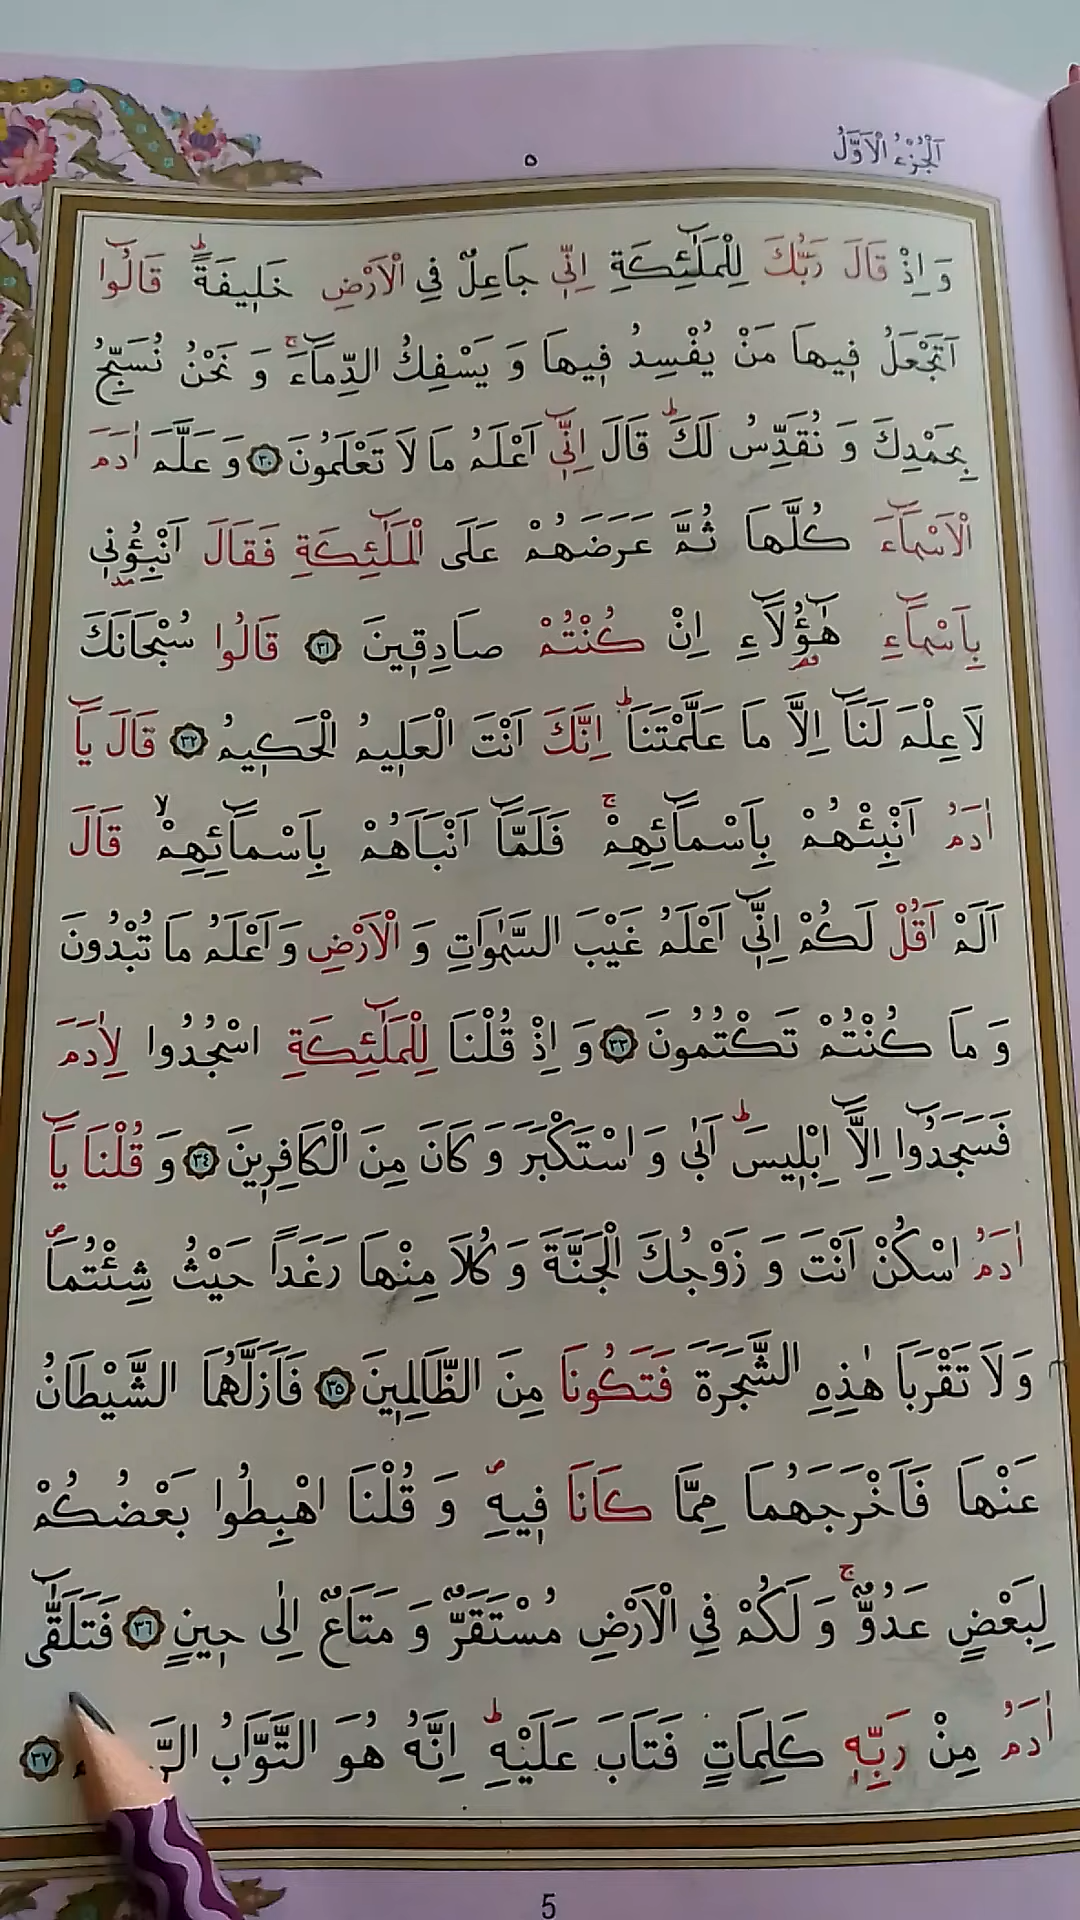 اَلْجُزْءُ الْاَوَّلُ
٥
وَ اِذْ قَالَ رَبُّكَ لِلْمَلٰٓئِكَةِ اِنّٖى جَاعِلٌ فِى الْاَرْضِ خَلٖيفَةًۜ قَالُٓوا
اَتَجْعَلُ فٖيهَا مَنْ يُفْسِدُ فٖيهَا وَ يَسْفِكُ الدِّمَٓاءَۚ وَ نَحْنُ نُسَبِّحُ
بِحَمْدِكَ وَ نُقَدِّسُ لَكَۜ قَالَ اِنّٖٓى اَعْلَمُ مَا لَا تَعْلَمُونَ ٣٠ وَ عَلَّمَ اٰدَمَ
الْاَسْمَٓاءَ كُلَّهَا ثُمَّ عَرَضَهُمْ عَلَى الْمَلٰٓئِكَةِ فَقَالَ اَنْبِؤُنٖى
بِاَسْمَٓاءِ هٰٓؤُلَٓاءِ اِنْ كُنْتُمْ صَادِقٖينَ ٣١ قَالُوا سُبْحَانَكَ
لَا عِلْمَ لَنَٓا اِلَّا مَا عَلَّمْتَنَاۜ اِنَّكَ اَنْتَ الْعَلٖيمُ الْحَكٖيمُ ٣٢ قَالَ يَٓا
اٰدَمُ اَنْبِئْهُمْ بِاَسْمَٓائِهِمْۚ فَلَمَّٓا اَنْبَاَهُمْ بِاَسْمَٓائِهِمْۙ قَالَ
اَلَمْ اَقُلْ لَكُمْ اِنّٖٓى اَعْلَمُ غَيْبَ السَّمٰوَاتِ وَ الْاَرْضِ وَ اَعْلَمُ مَا تُبْدُونَ
وَ مَا كُنْتُمْ تَكْتُمُونَ ٣٣ وَ اِذْ قُلْنَا لِلْمَلٰٓئِكَةِ اسْجُدُوا لِاٰدَمَ
فَسَجَدُٓوا اِلَّٓا اِبْلٖيسَۜ اَبٰى وَ اسْتَكْبَرَ وَ كَانَ مِنَ الْكَافِرٖينَ ٣٤ وَ قُلْنَا يَٓا
اٰدَمُ اسْكُنْ اَنْتَ وَ زَوْجُكَ الْجَنَّةَ وَ كُلَا مِنْهَا رَغَداً حَيْثُ شِئْتُمَاࣕ
وَ لَا تَقْرَبَا هٰذِهِ الشَّجَرَةَ فَتَكُونَا مِنَ الظَّالِمٖينَ ٣٥ فَاَزَلَّهُمَا الشَّيْطَانُ
عَنْهَا فَاَخْرَجَهُمَا مِمَّا كَانَا فٖيهِࣕ وَ قُلْنَا اهْبِطُوا بَعْضُكُمْ
لِبَعْضٍ عَدُوٌّۚ وَ لَكُمْ فِى الْاَرْضِ مُسْتَقَرٌّ وَ مَتَاعٌ اِلٰى حٖينٍ ٣٦ فَتَلَقّٰٓى
اٰدَمُ مِنْ رَبِّهٖ كَلِمَاتٍ فَتَابَ عَلَيْهِۜ اِنَّهُ هُوَ التَّوَّابُ ٣٧
5